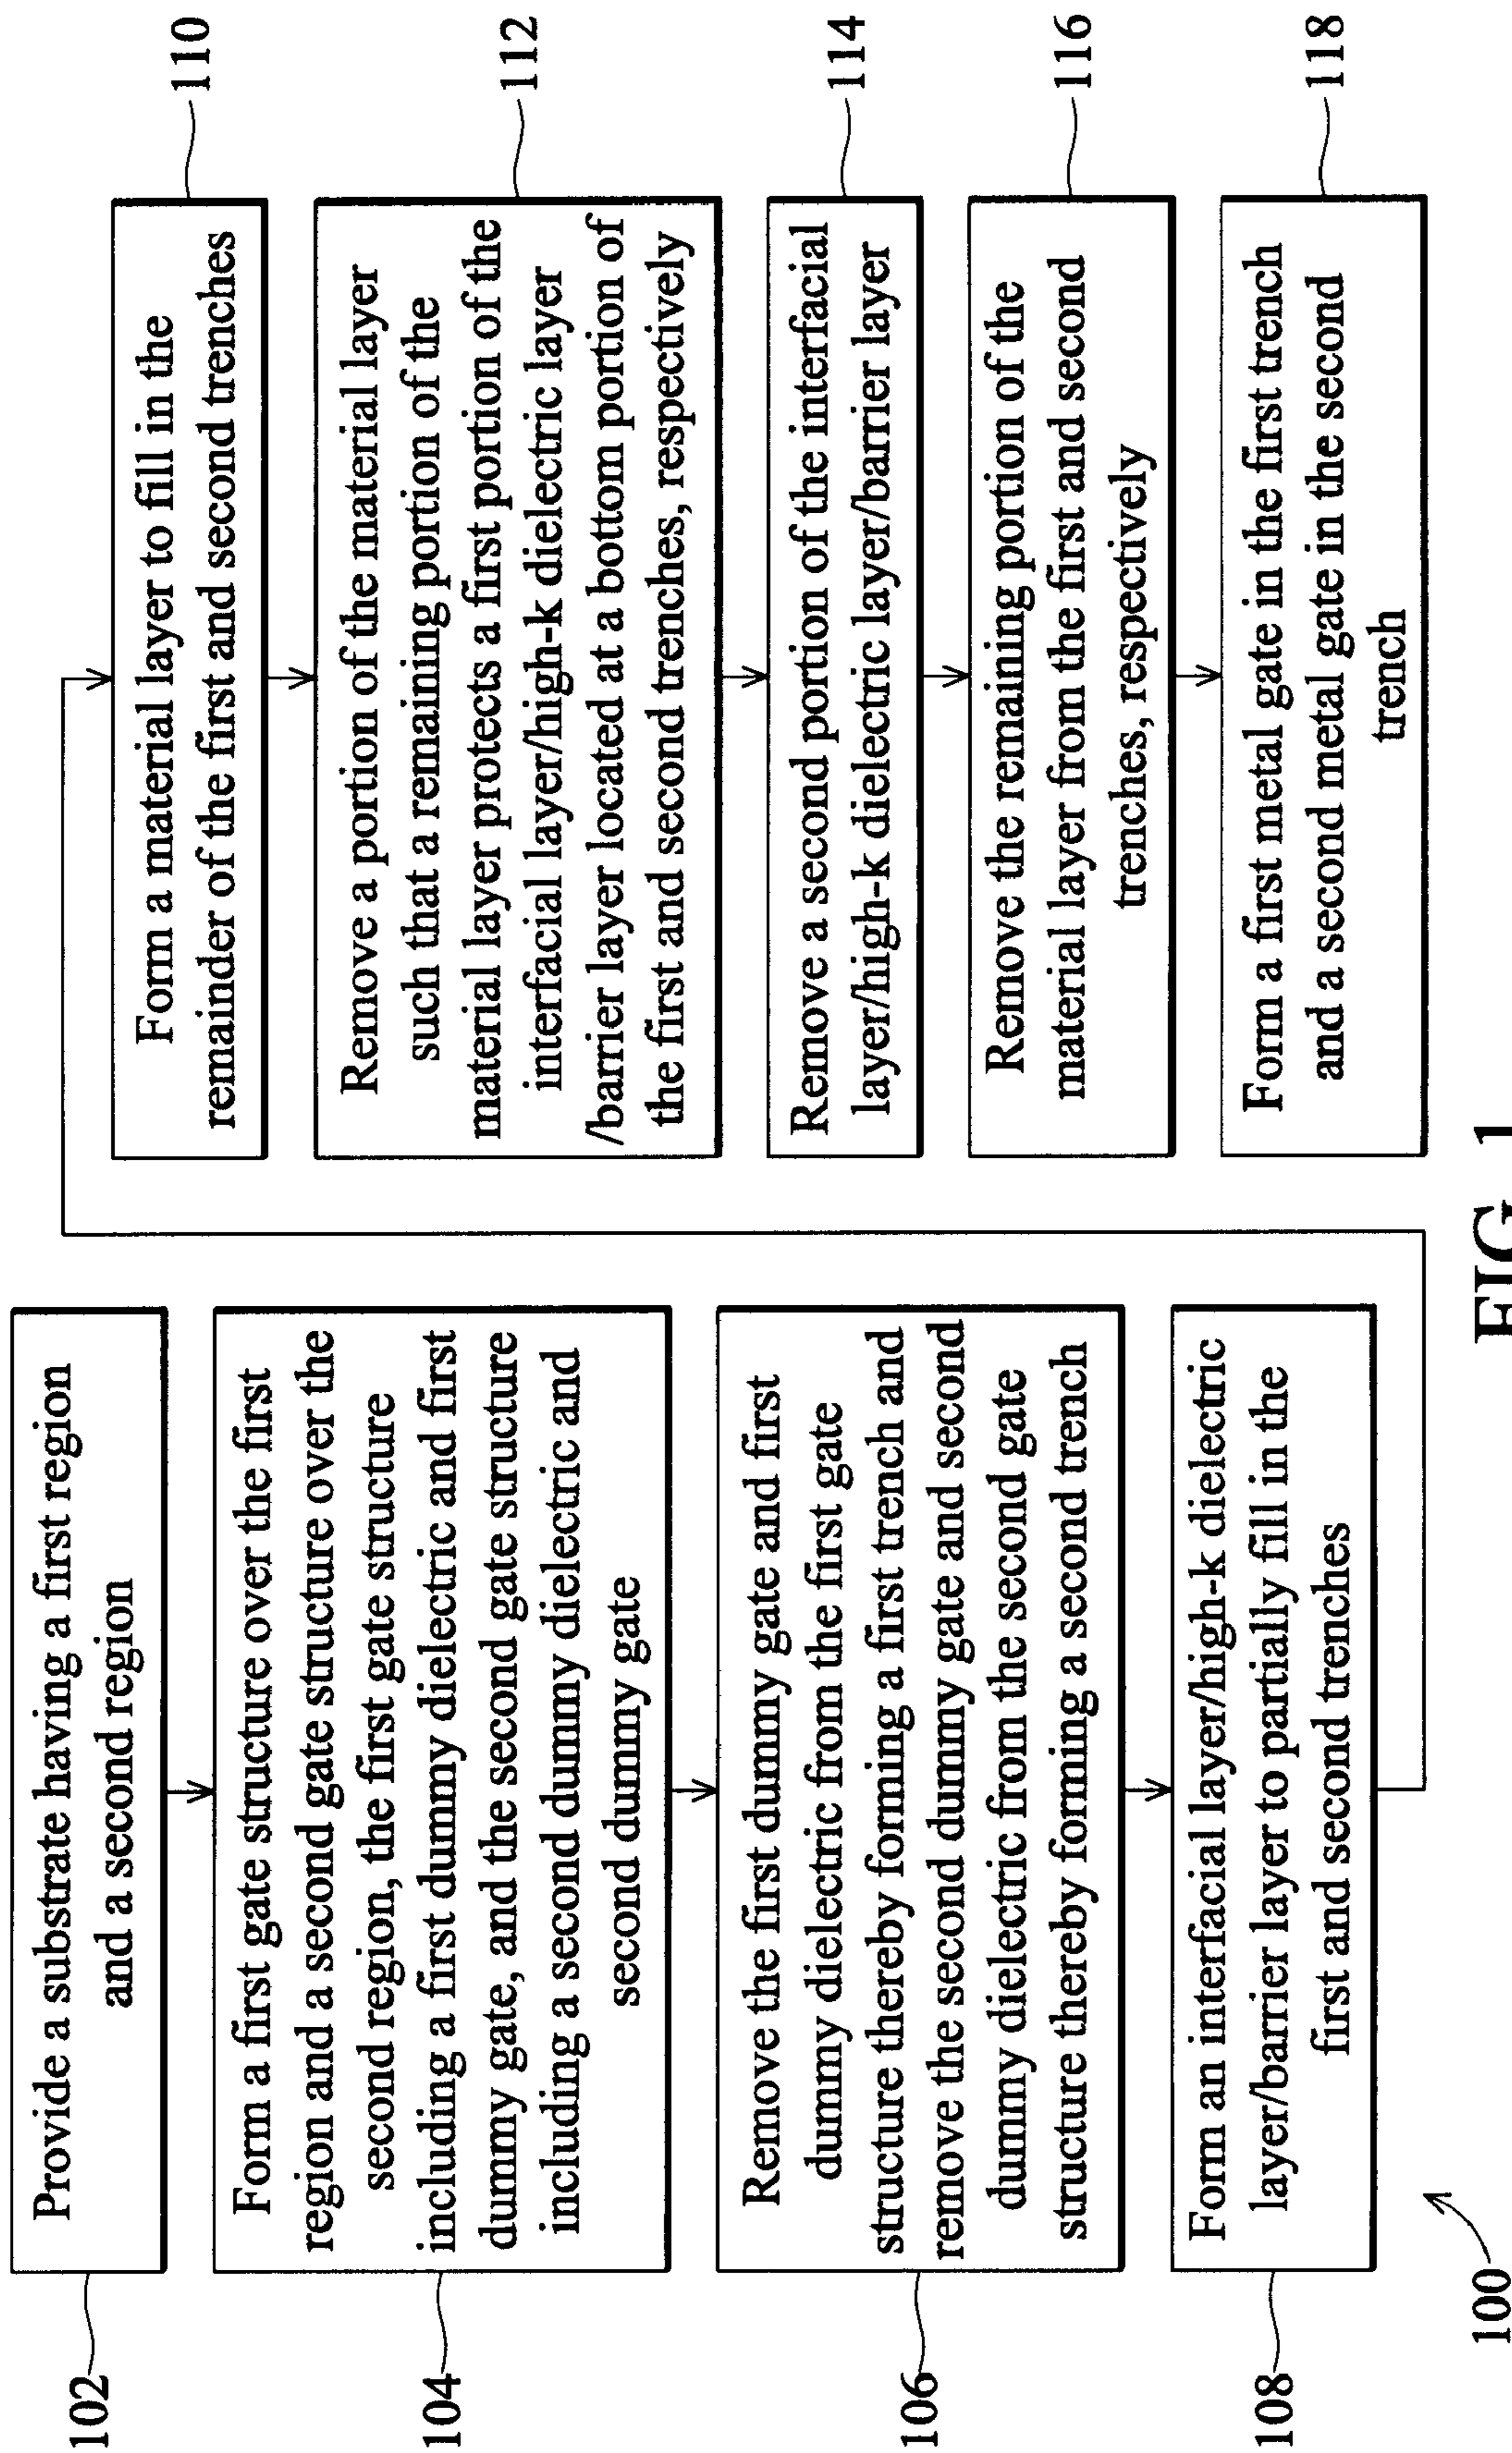 102
Provide a substrate having a first region
and a second region
104
Form a first gate structure over the first
region and a second gate structure over the
second region, the first gate structure
including a first dummy dielectric and first
dummy gate, and the second gate structure
including a second dummy dielectric and
second dummy gate
106
Remove the first dummy gate and first
dummy dielectric from the first gate
structure thereby forming a first trench and
remove the second dummy gate and second
dummy dielectric from the second gate
structure thereby forming a second trench
108
Form an interfacial layer/high-k dielectric
layer/barrier layer to partially fill in the
first and second trenches
100
Form a material layer to fill in the
remainder of the first and second trenches
110
Remove a portion of the material layer
such that a remaining portion of the
material layer protects a first portion of the
interfacial layer/high-k dielectric layer
/barrier layer located at a bottom portion of
the first and second trenches, respectively
112
Remove a second portion of the interfacial
layer/high-k dielectric layer/barrier layer
114
Remove the remaining portion of the
material layer from the first and second
trenches, respectively
116
Form a first metal gate in the first trench
and a second metal gate in the second
trench
118
FIG. 1